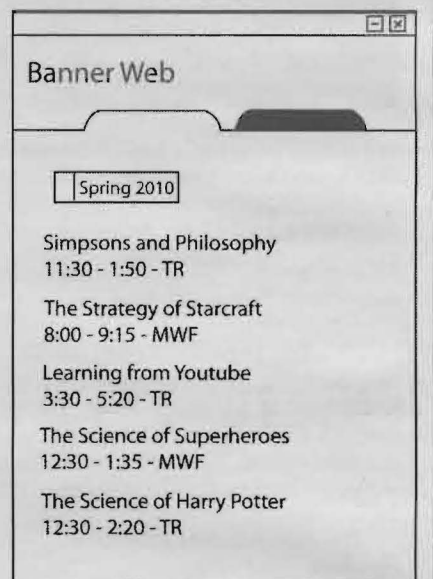 Banner Web
Spring 2010
Simpsons and Philosophy
11:30 - 1:50 - TR
The Strategy of Starcraft
8:00 - 9:15 - MWF
Learning from Youtube
3:30 - 5:20 - TR
The Science of Superheroes
12:30 - 1:35 - MWF
The Science of Harry Potter
12:30 - 2:20 - TR